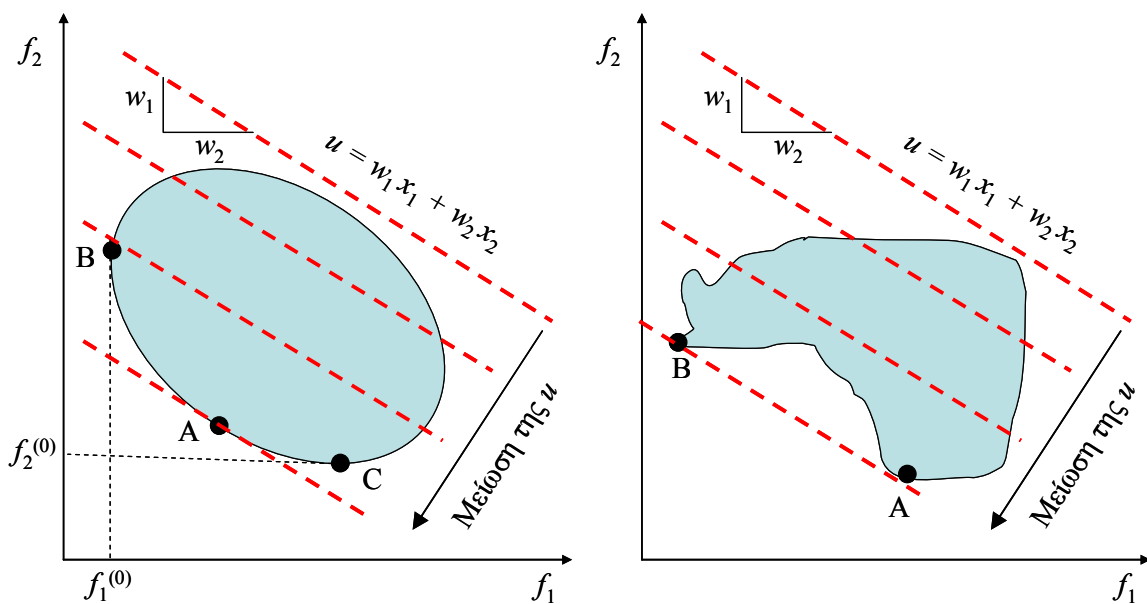 f₂
w₁
w₂
u = w₁x₁ + w₂x₂
B
A
C
f₂⁽⁰⁾
f₁⁽⁰⁾
f₁
Μείωση της u
f₂
w₁
w₂
u = w₁x₁ + w₂x₂
B
A
f₁
Μείωση της u